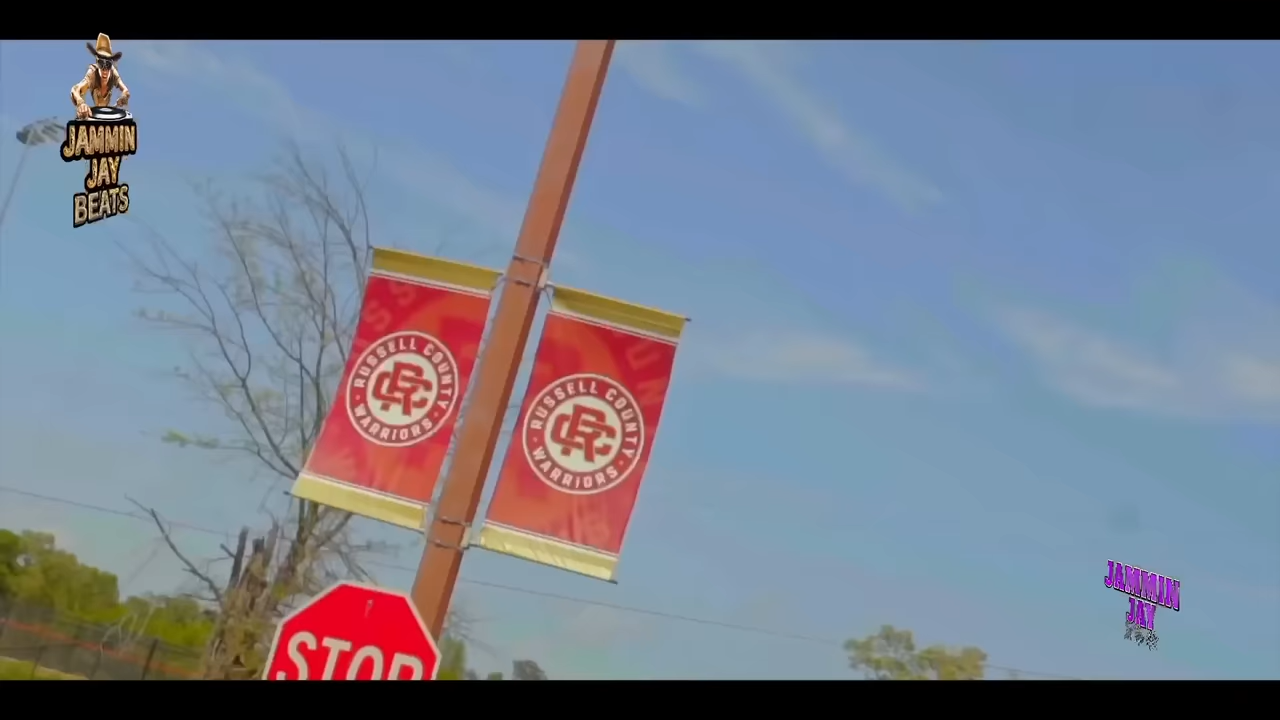 JAMMIN
JAY
BEATS
RUSSELL COUNTY
RC
WARRIORS
RUSSELL COUNTY
RC
WARRIORS
STOP
JAMMIN
JAY